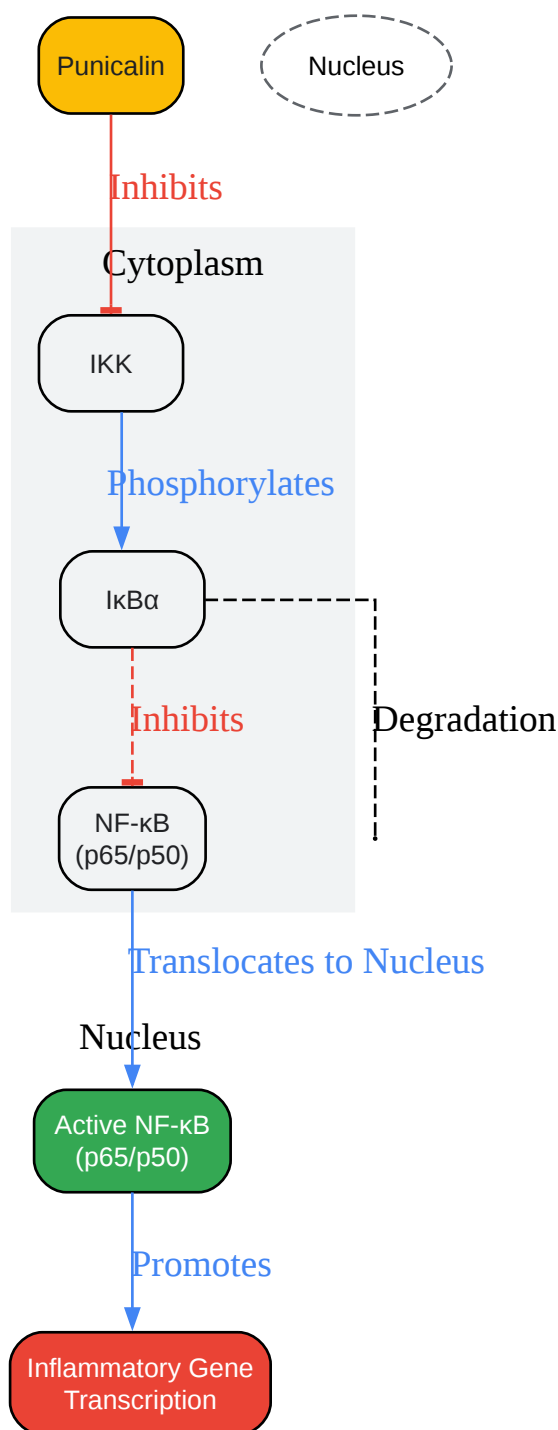 Punicalin
Nucleus
Inhibits
Cytoplasm
IKK
Phosphorylates
IκBα
Inhibits
Degradation
NF-κB
(p65/p50)
Translocates to Nucleus
Nucleus
Active NF-κB
(p65/p50)
Promotes
Inflammatory Gene
Transcription